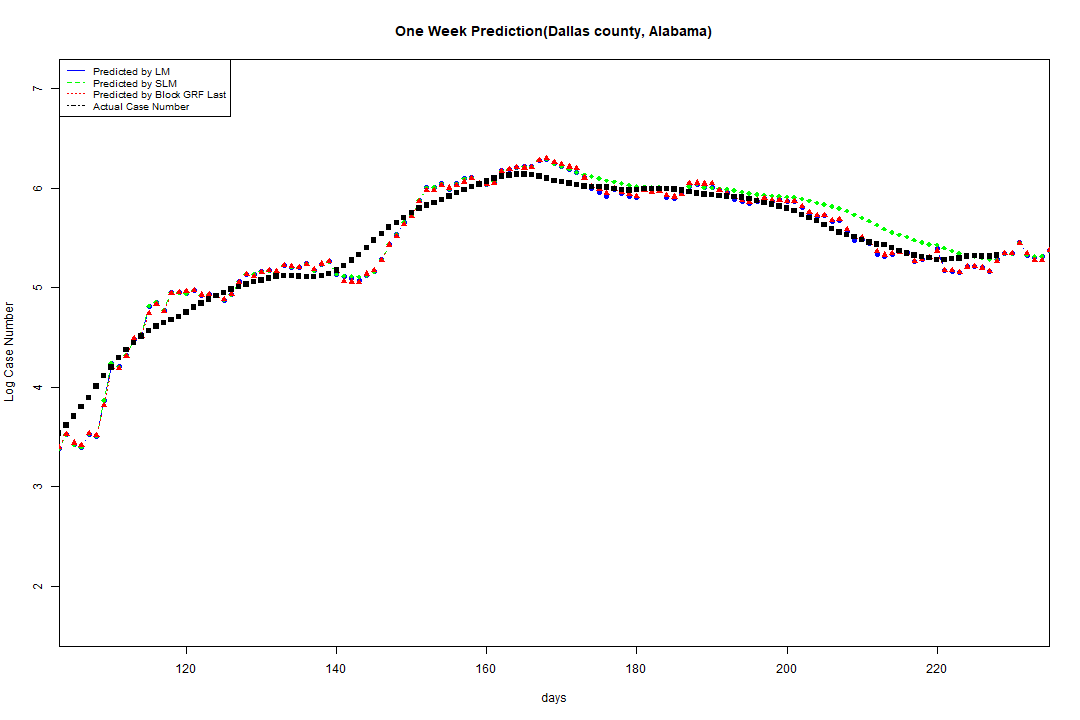 One Week Prediction(Dallas county, Alabama)
Predicted by LM
Predicted by SLM
Predicted by Block GRF Last
Actual Case Number
7
6
5
4
3
2
Log Case Number
120 140 160 180 200 220
days